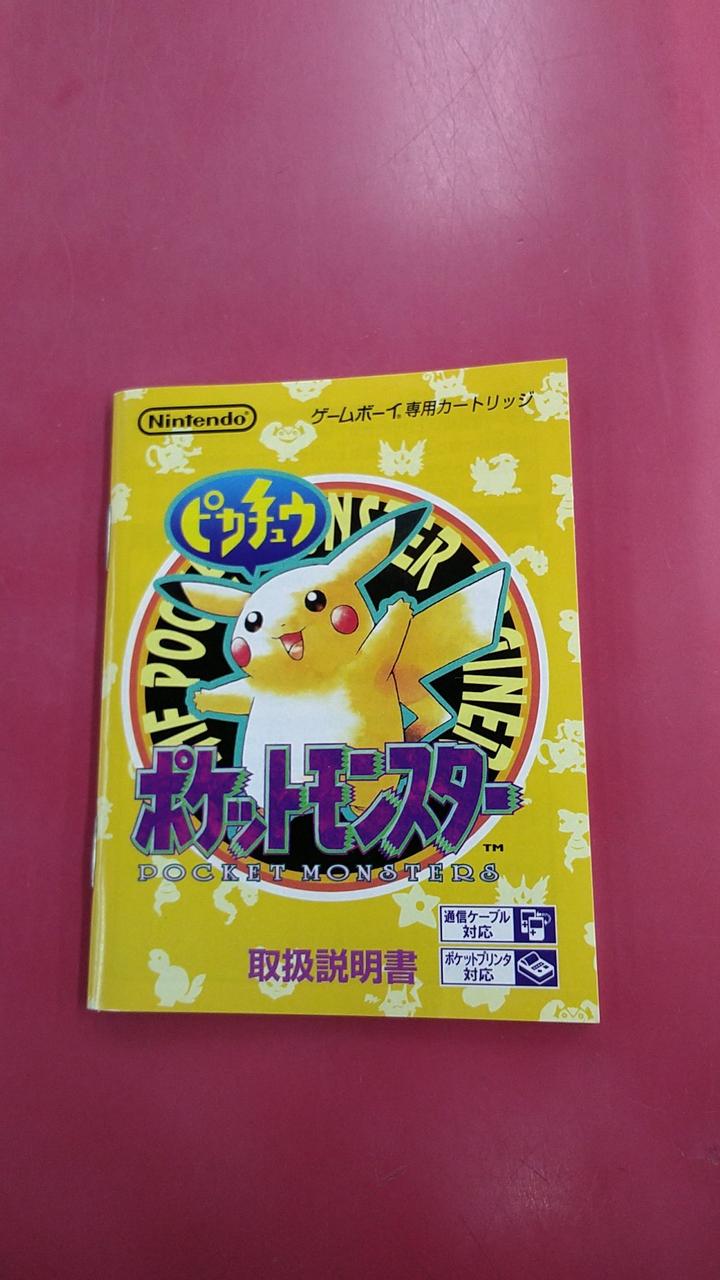 Nintendo®
ゲームボーイ®専用カートリッジ
ピカチュウ
ポケットモンスター
TM
POCKET MONSTERS
通信ケーブル
対応
取扱説明書
ポケットプリンタ
対応